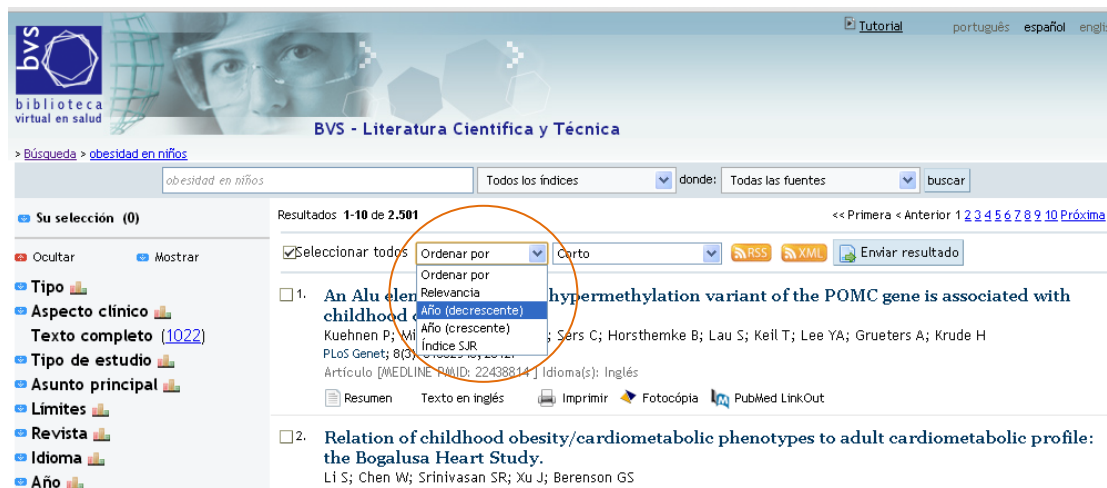 Tutorial português español
bvs
biblioteca
virtual en salud
BVS - Literatura Científica y Técnica
> Búsqueda > obesidad en niños
obesidad en niños Todos los índices donde: Todas las fuentes buscar
Su selección (0)
Resultados 1-10 de 2.501 << Primera < Anterior 1 2 3 4 5 6 7 8 9 10 Próxima
Seleccionar todos Ordenar por Corto RSS XML Enviar resultado
Ordenar por
Relevancia
Año (decrescente)
Año (crescente)
Índice SJR
Ocultar Mostrar
Tipo
Aspecto clínico
Texto completo (1022)
Tipo de estudio
Asunto principal
Límites
Revista
Idioma
Año
1. An Alu hypermethylation variant of the POMC gene is associated with
childhood
Kuehnen P; Sers C; Horsthemke B; Lau S; Keil T; Lee YA; Grueters A; Krude H
PLoS Genet; 8(3)
Artículo [MEDLINE PMID: 22438814 ] Idioma(s): Inglés
Resumen Texto en inglés Imprimir Fotocópia PubMed LinkOut
2. Relation of childhood obesity/cardiometabolic phenotypes to adult cardiometabolic profile:
the Bogalusa Heart Study.
Li S; Chen W; Srinivasan SR; Xu J; Berenson GS